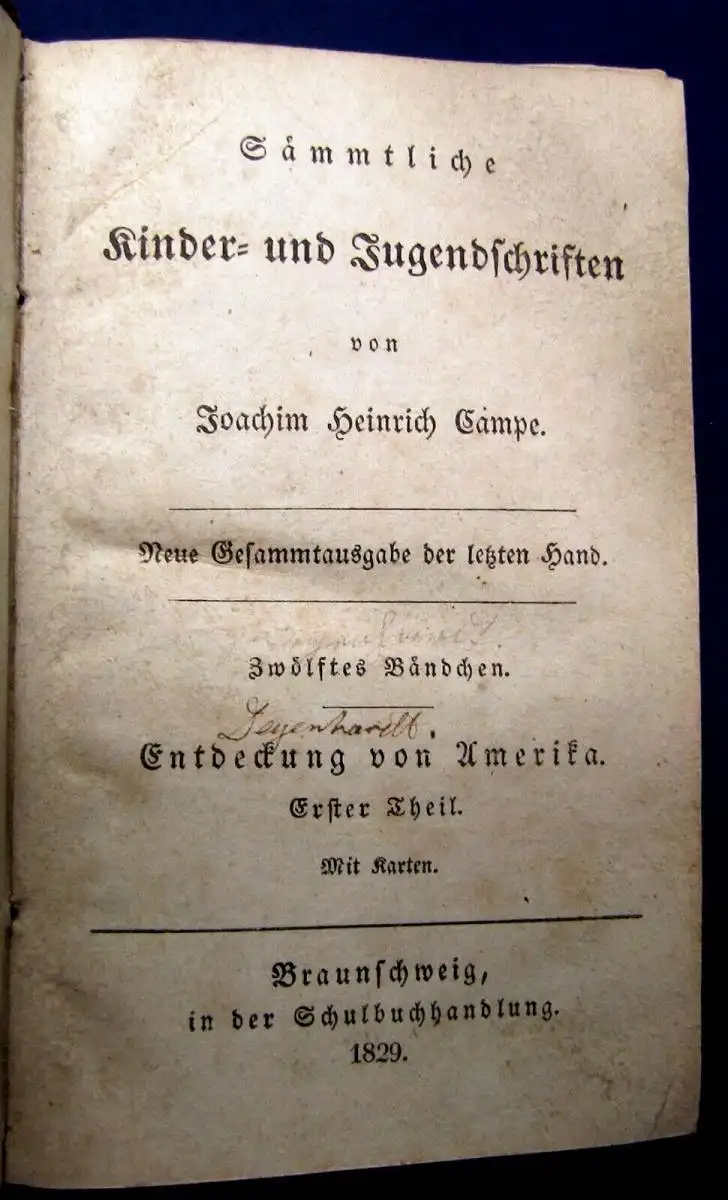 Sämmtliche
Kinder- und Jugendschriften
von
Joachim Heinrich Campe.
Neue Gesammtausgabe der letzten Hand.
Zwölftes Bändchen.
Degenhardt.
Entdeckung von Amerika.
Erster Theil.
Mit Karten.
Braunschweig,
in der Schulbuchhandlung.
1829.